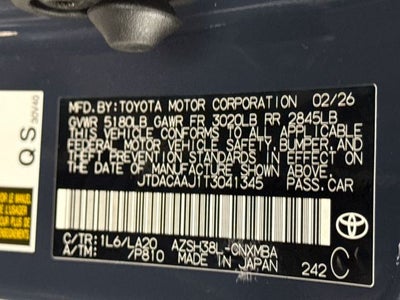 MFD.BY:TOYOTA MOTOR CORPORATION 02/26
GVWR 5180LB GAWR FR 3020LB RR 2845LB
THIS VEHICLE CONFORMS TO ALL APPLICABLE
FEDERAL MOTOR VEHICLE SAFETY,BUMPER,AND
THEFT PREVENTION STANDARDS IN EFFECT ON
THE DATE OF MANUFACTURE SHOWN ABOVE.
JTDACAAJ1T3041345 PASS.CAR
C/TR:1L6/LA20 AZSH38L-CNXMBA
A/TM: -/P810 MADE IN JAPAN 242 C
TOYOTA
QS 30V40